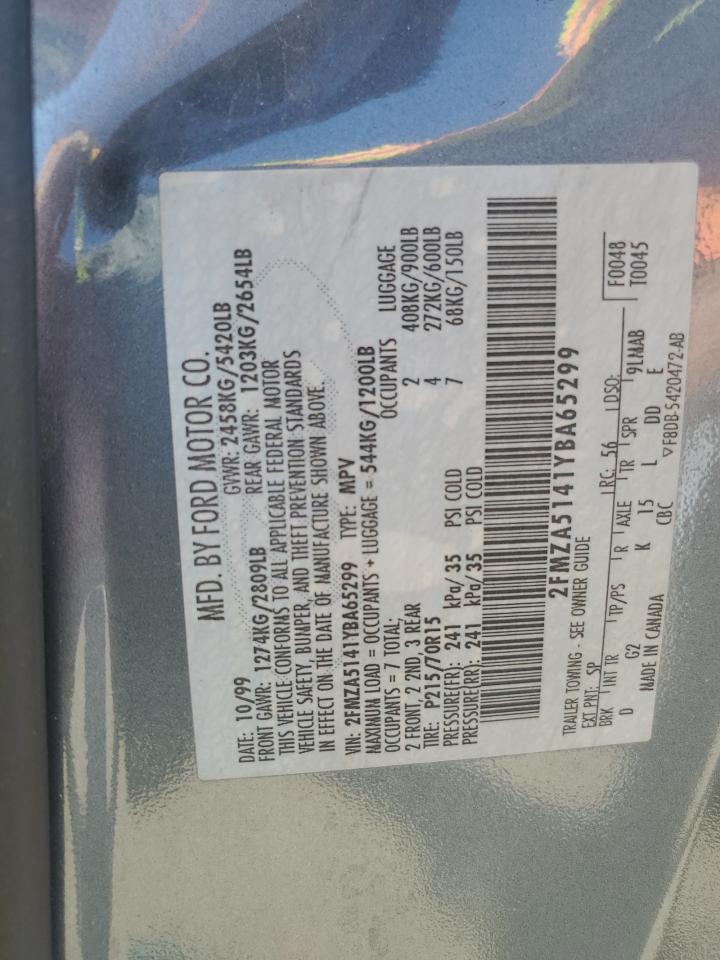 MFD. BY FORD MOTOR CO.
DATE: 10/99 GVWR: 2458KG/5420LB
FRONT GAWR: 1274KG/2809LB REAR GAWR: 1203KG/2654LB
THIS VEHICLE CONFORMS TO ALL APPLICABLE FEDERAL MOTOR
VEHICLE SAFETY, BUMPER, AND THEFT PREVENTION STANDARDS
IN EFFECT ON THE DATE OF MANUFACTURE SHOWN ABOVE.
VIN: 2FMZA5141YBA65299 TYPE: MPV
MAXIMUM LOAD = OCCUPANTS + LUGGAGE = 544KG/1200LB
OCCUPANTS = 7 TOTAL; OCCUPANTS LUGGAGE
2 FRONT, 2 2ND, 3 REAR 2 408KG/900LB
TIRE: P215/70R15 4 272KG/600LB
PRESSURE(FR): 241 kPa/ 35 PSI COLD 7 68KG/150LB
PRESSURE(RR): 241 kPa/ 35 PSI COLD
2FMZA5141YBA65299
TRAILER TOWING - SEE OWNER GUIDE
EXT PNT: SP RC: 56 DSO: F0048
BRK INT TR TP/PS R AXLE TR SPR 9LMAB T0045
D G2 K 15 L DD E
MADE IN CANADA CBC ▽F8DB-5420472-AB